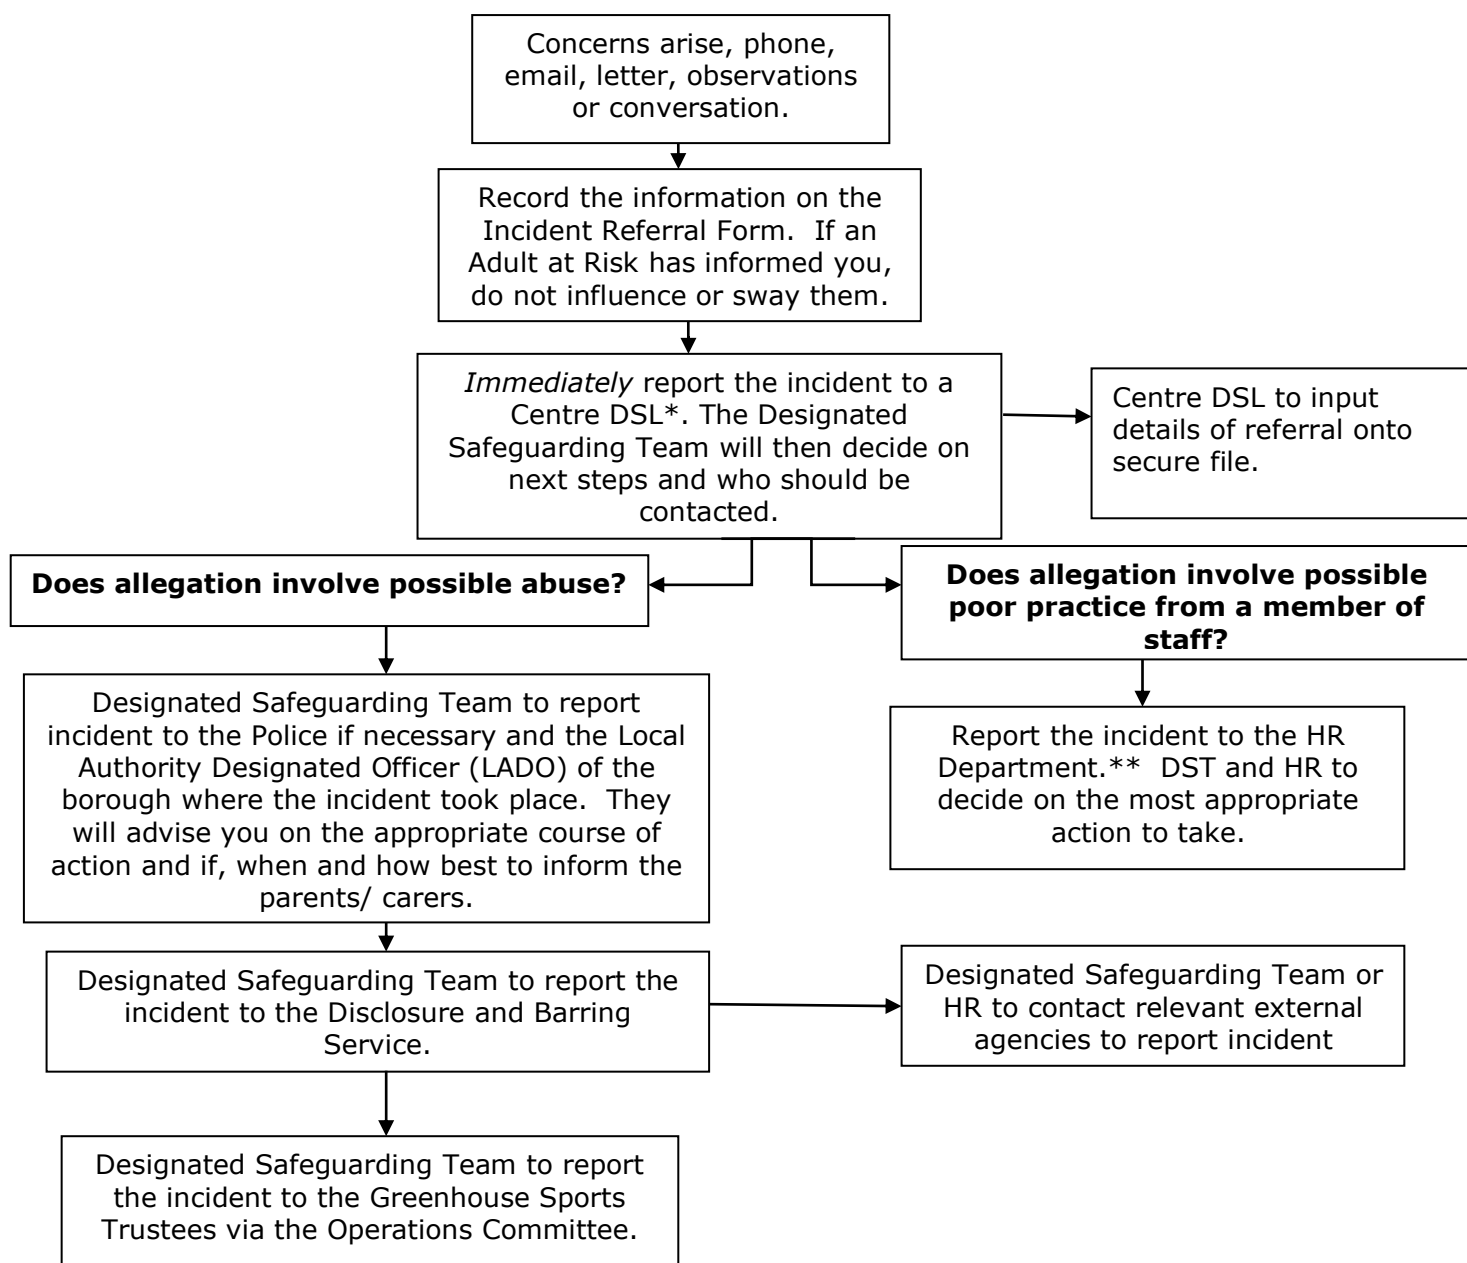 Concerns arise, phone,
email, letter, observations
or conversation.
Record the information on the
Incident Referral Form.  If an
Adult at Risk has informed you,
do not influence or sway them.
Immediately report the incident to a
Centre DSL*. The Designated
Safeguarding Team will then decide on
next steps and who should be
contacted.
Centre DSL to input
details of referral onto
secure file.
Does allegation involve possible abuse?
Does allegation involve possible
poor practice from a member of
staff?
Designated Safeguarding Team to report
incident to the Police if necessary and the Local
Authority Designated Officer (LADO) of the
borough where the incident took place.  They
will advise you on the appropriate course of
action and if, when and how best to inform the
parents/ carers.
Report the incident to the HR
Department.**  DST and HR to
decide on the most appropriate
action to take.
Designated Safeguarding Team to report the
incident to the Disclosure and Barring
Service.
Designated Safeguarding Team or
HR to contact relevant external
agencies to report incident
Designated Safeguarding Team to report
the incident to the Greenhouse Sports
Trustees via the Operations Committee.